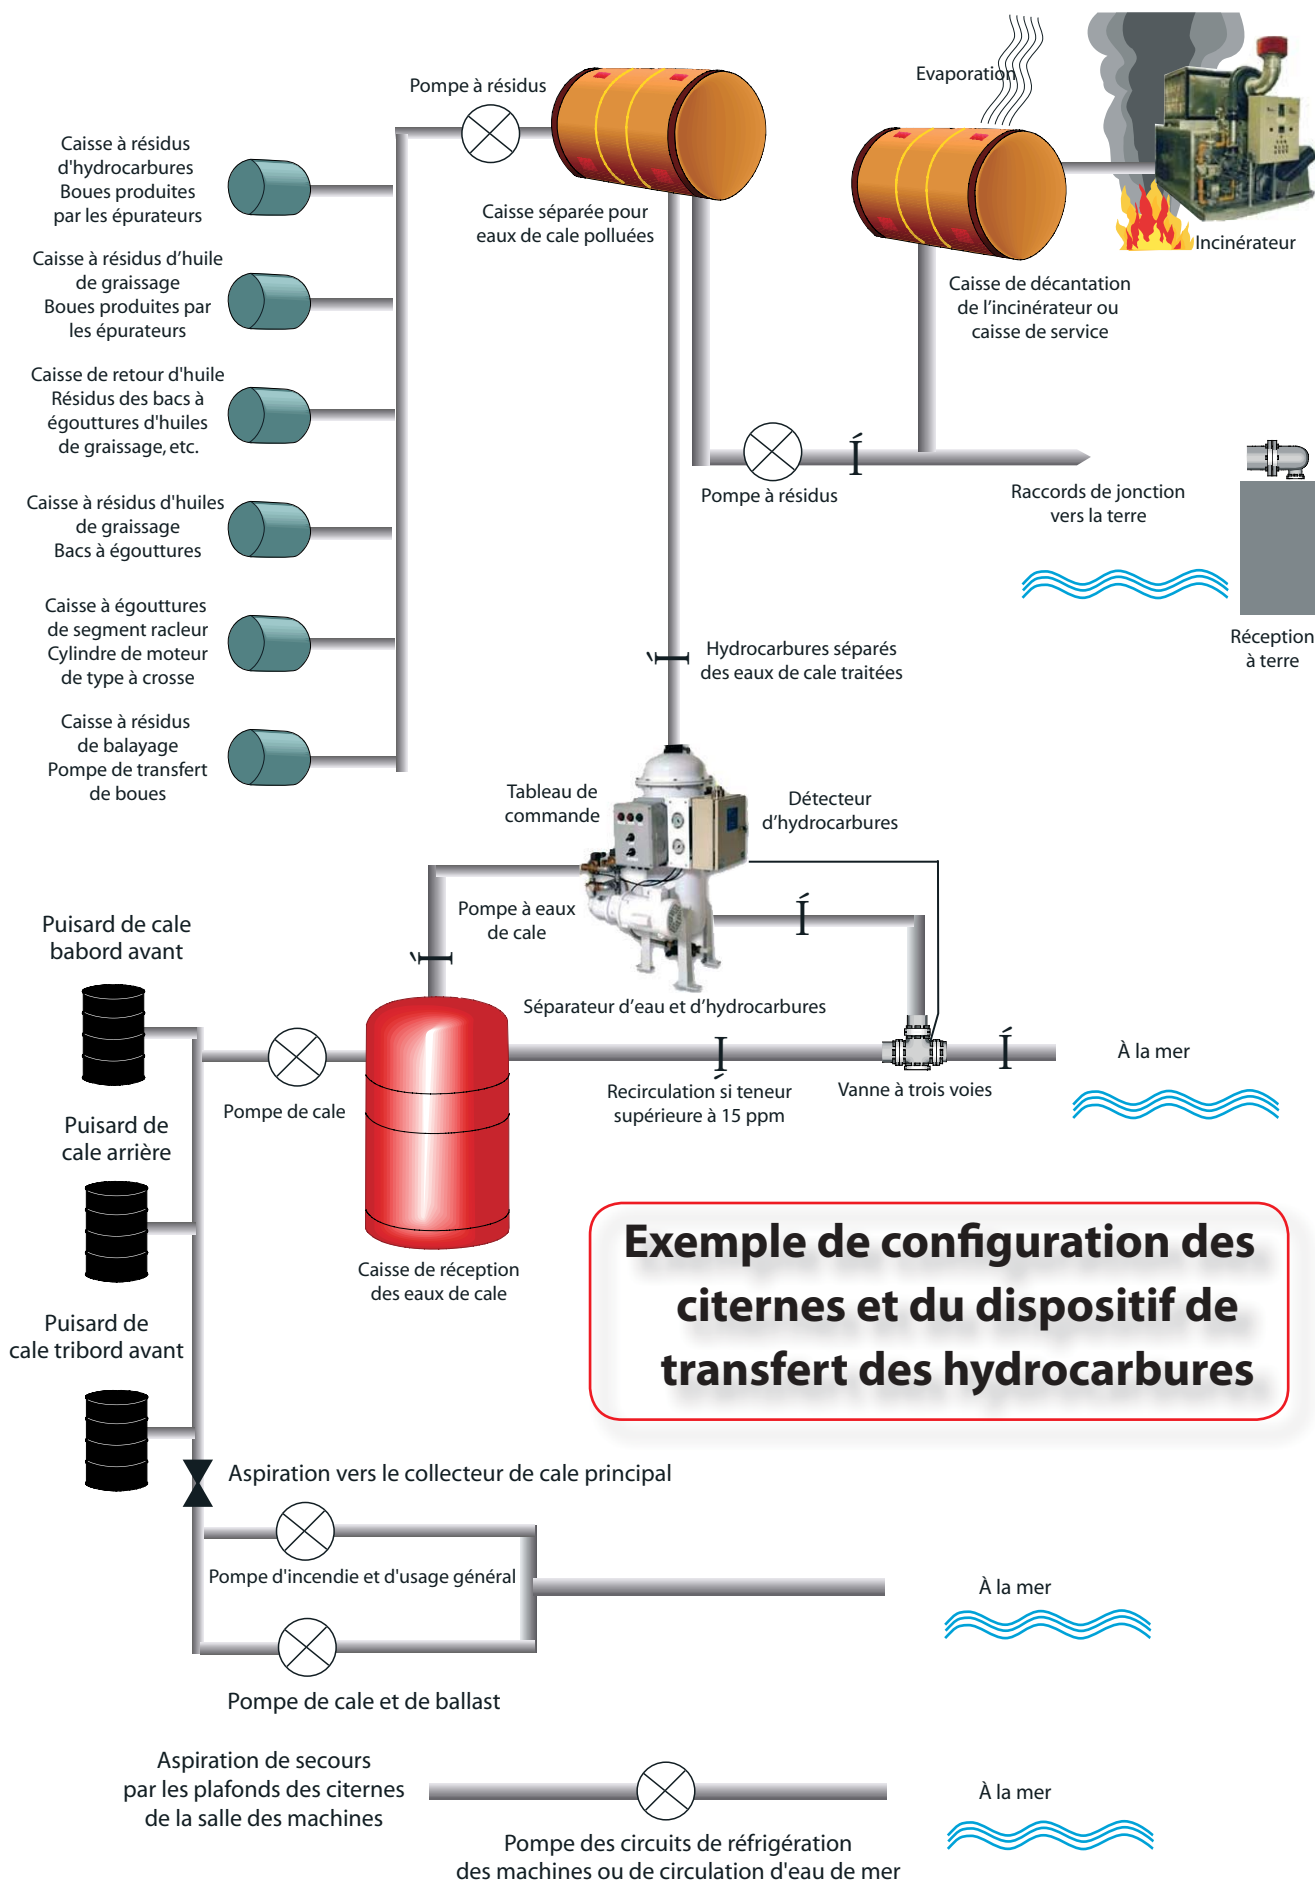 Pompe à résidus
Evaporation
Caisse à résidus
d'hydrocarbures
Boues produites
par les épurateurs
Caisse séparée pour
eaux de cale polluées
Incinérateur
Caisse à résidus d’huile
de graissage
Boues produites par
les épurateurs
Caisse de décantation
de l’incinérateur ou
caisse de service
Caisse de retour d'huile
Résidus des bacs à
égouttures d'huiles
de graissage, etc.
Pompe à résidus
Raccords de jonction
vers la terre
Caisse à résidus d'huiles
de graissage
Bacs à égouttures
Réception
à terre
Caisse à égouttures
de segment racleur
Cylindre de moteur
de type à crosse
Hydrocarbures séparés
des eaux de cale traitées
Caisse à résidus
de balayage
Pompe de transfert
de boues
Tableau de
commande
Détecteur
d’hydrocarbures
Pompe à eaux
de cale
Puisard de cale
babord avant
Séparateur d’eau et d’hydrocarbures
À la mer
Pompe de cale
Recirculation si teneur
supérieure à 15 ppm
Vanne à trois voies
Puisard de
cale arrière
Caisse de réception
des eaux de cale
Exemple de configuration des
citernes et du dispositif de
transfert des hydrocarbures
Puisard de
cale tribord avant
Aspiration vers le collecteur de cale principal
Pompe d'incendie et d'usage général
À la mer
Pompe de cale et de ballast
Aspiration de secours
par les plafonds des citernes
de la salle des machines
À la mer
Pompe des circuits de réfrigération
des machines ou de circulation d'eau de mer